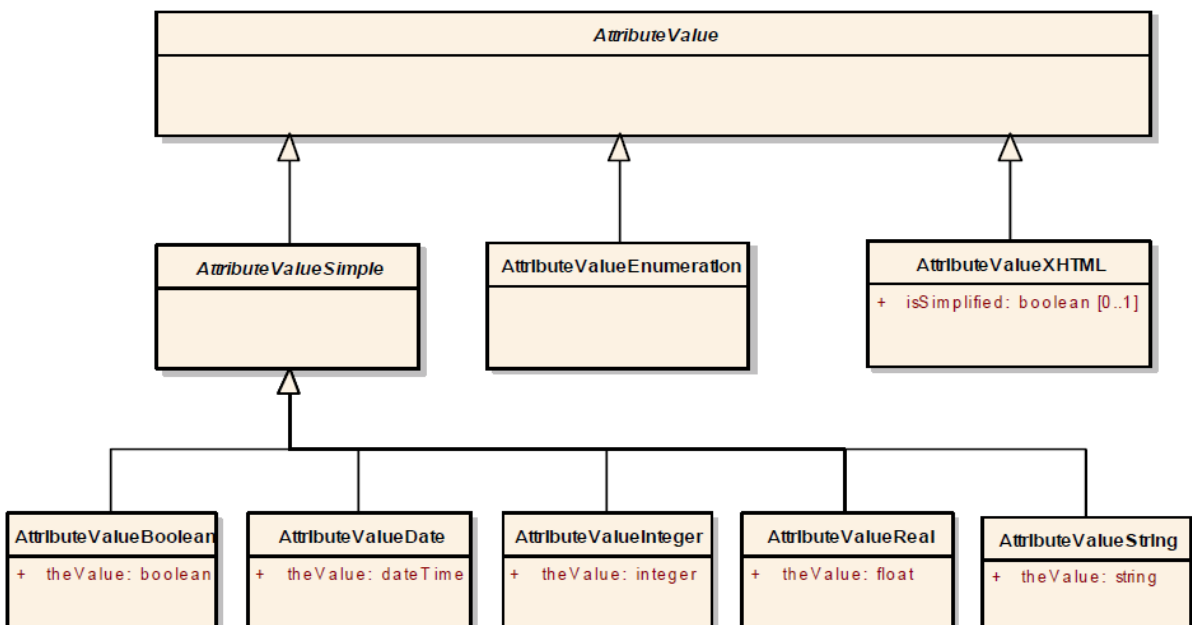 AttributeValue
AttributeValueSimple
AttributeValueEnumeration
AttributeValueXHTML
+ isSimplified: boolean [0..1]
AttributeValueBoolean
+ theValue: boolean
AttributeValueDate
+ theValue: dateTime
AttributeValueInteger
+ theValue: integer
AttributeValueReal
+ theValue: float
AttributeValueString
+ theValue: string